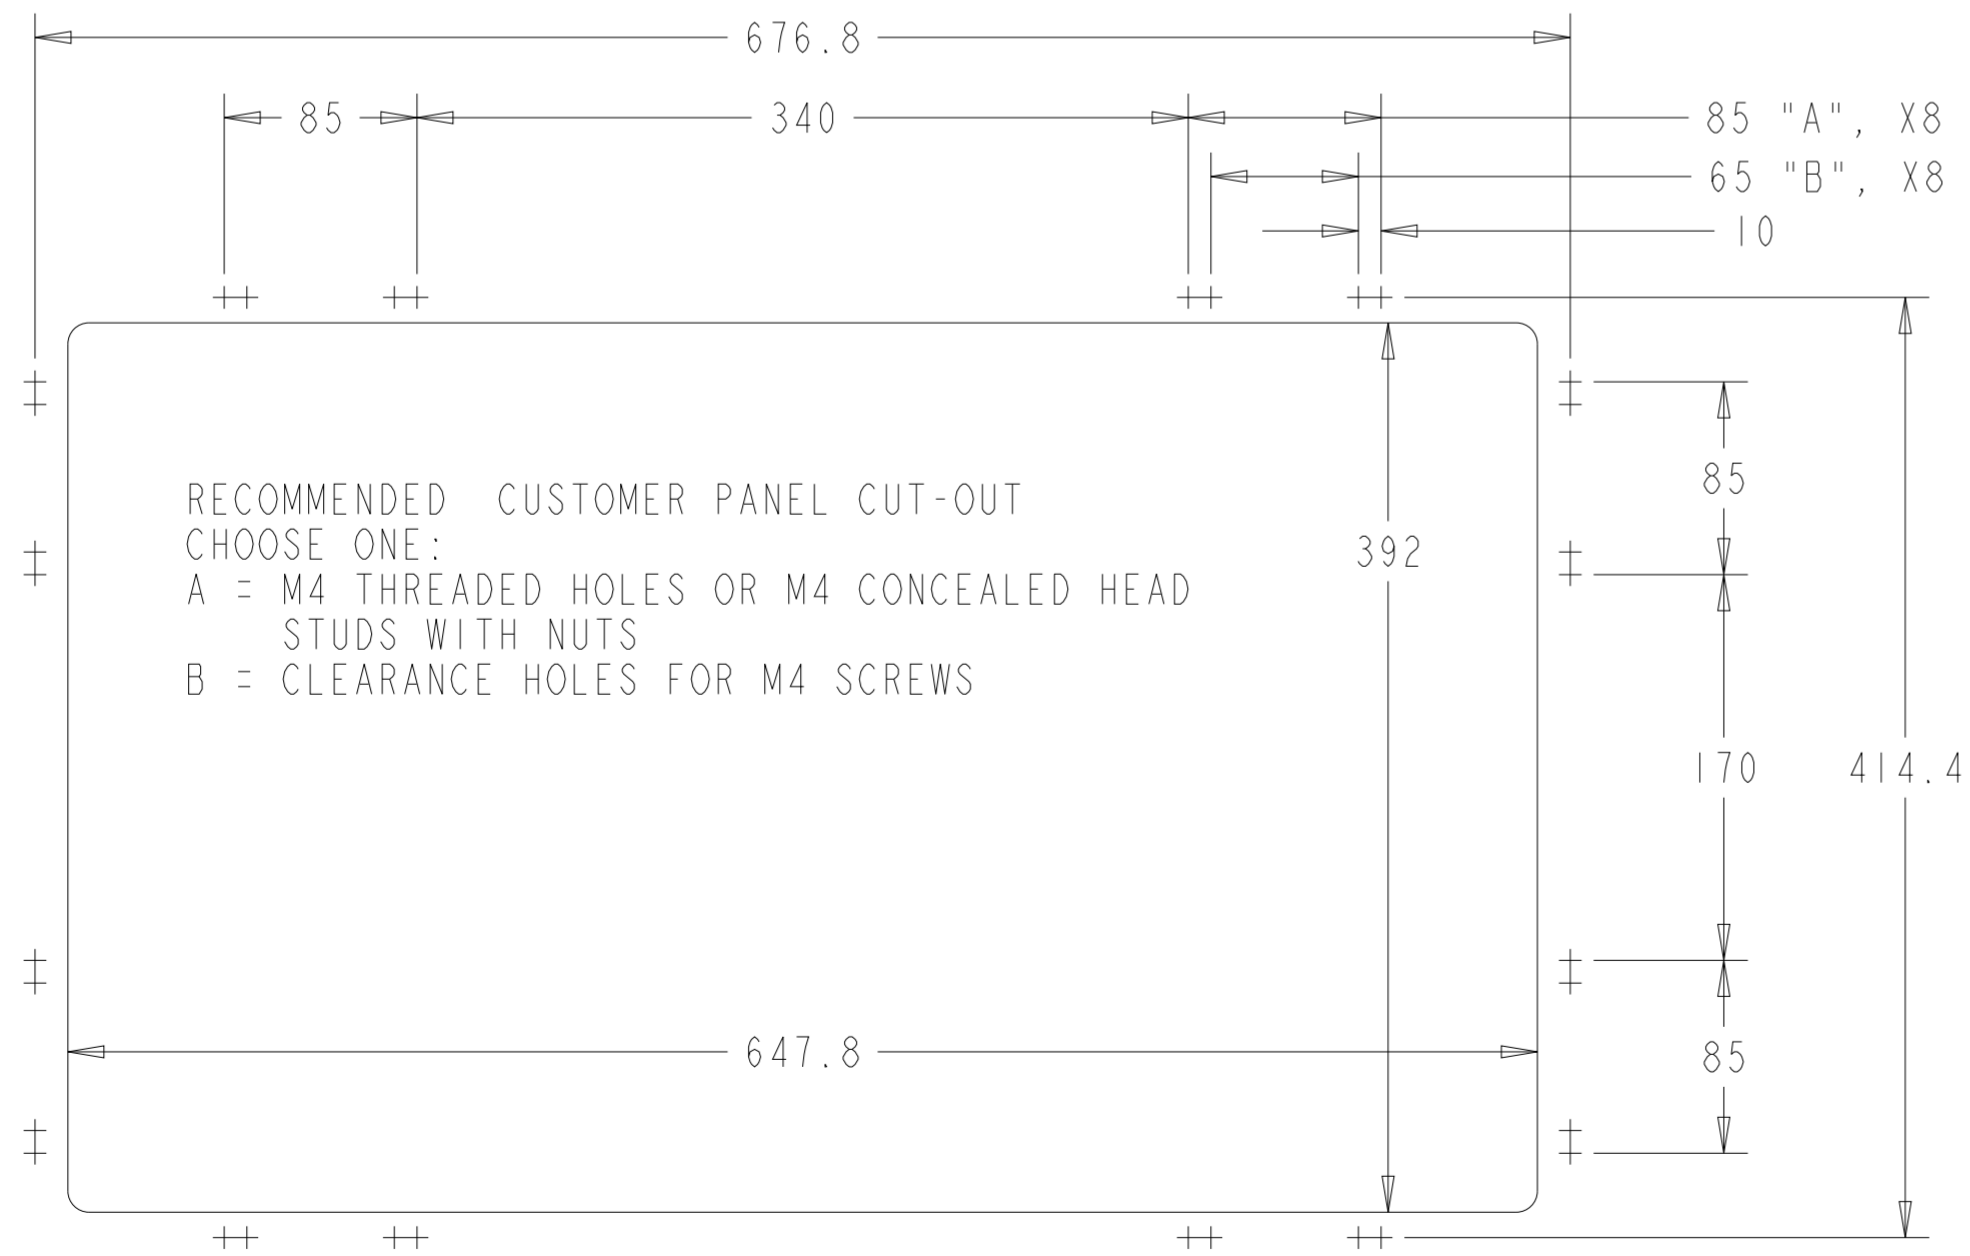 676.8
85 340 85 "A", X8
65 "B", X8
10
RECOMMENDED CUSTOMER PANEL CUT-OUT
CHOOSE ONE:
A = M4 THREADED HOLES OR M4 CONCEALED HEAD
STUDS WITH NUTS
B = CLEARANCE HOLES FOR M4 SCREWS
392
85
170
414.4
647.8
85